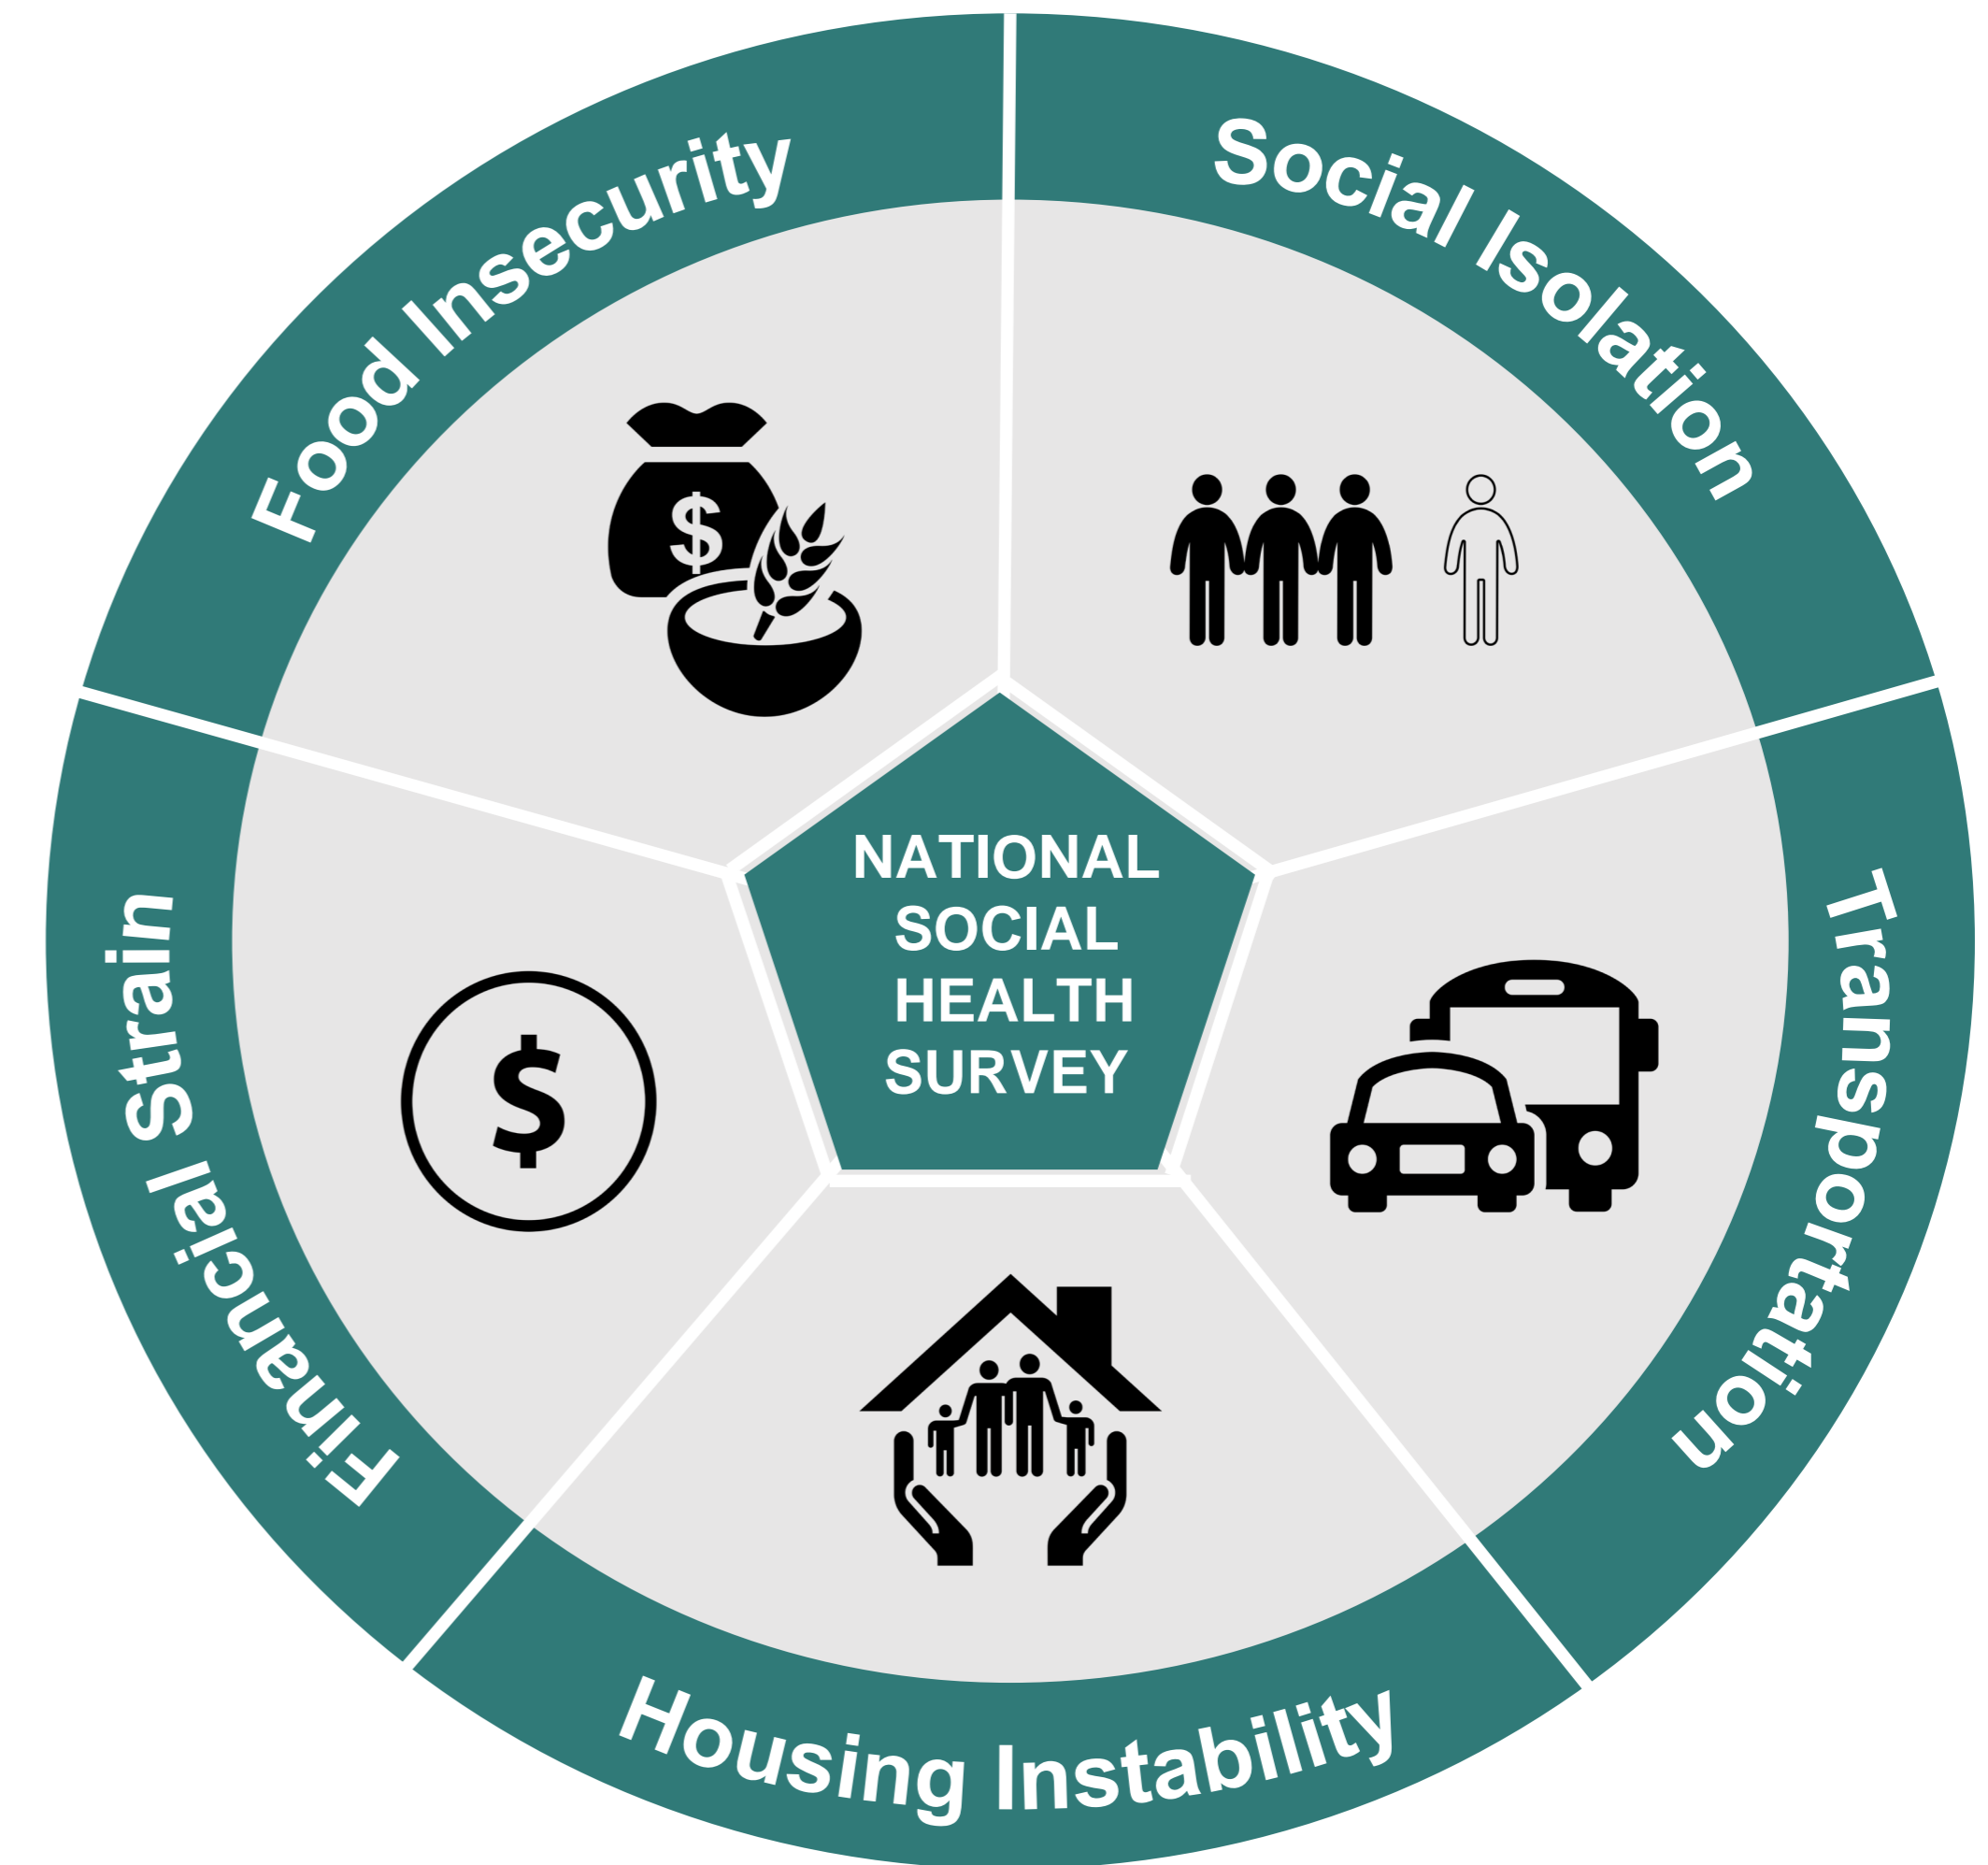 Food Insecurity
Social Isolation
$
NATIONAL
SOCIAL
HEALTH
SURVEY
Financial Strain
$
Transportation
Housing Instability